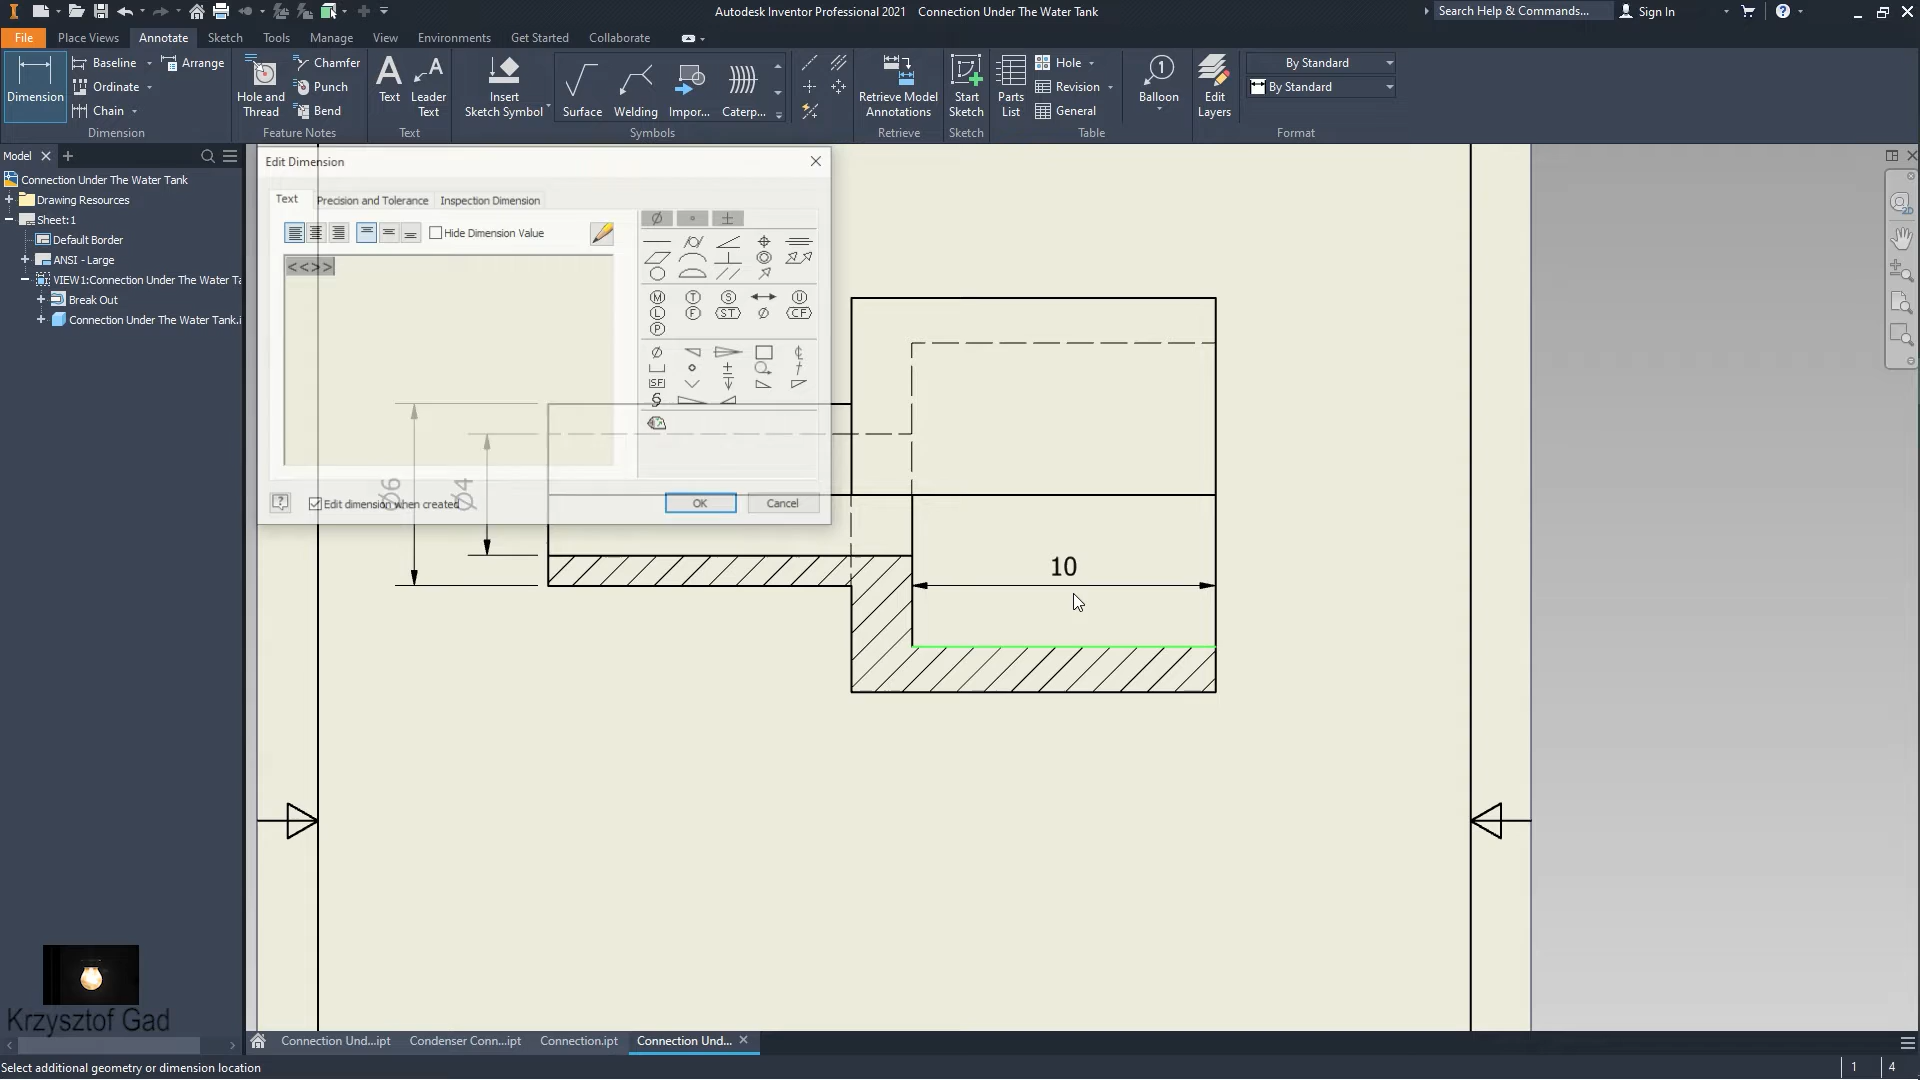 Autodesk Inventor Professional 2021 Connection Under The Water Tank
Search Help & Commands...
Sign In
File Place Views Annotate Sketch Tools Manage View Environments Get Started Collaborate
Dimension
Baseline
Ordinate
Chain
Arrange
Dimension
Hole and Thread
Chamfer
Punch
Bend
Feature Notes
Text
Leader Text
Text
Insert Sketch Symbol
Surface
Welding
Impor...
Caterp...
Symbols
Retrieve Model Annotations
Retrieve
Start Sketch
Sketch
Parts List
Hole
Revision
General
Table
Balloon
Edit Layers
By Standard
By Standard
Format
Model
Connection Under The Water Tank
Drawing Resources
Sheet:1
Default Border
ANSI - Large
VIEW1:Connection Under The Water Ta
Break Out
Connection Under The Water Tank.i
Edit Dimension
Text Precision and Tolerance Inspection Dimension
Hide Dimension Value
<<>>
Edit dimension when created
OK
Cancel
Ø6
Ø4
10
Krzysztof Gad
Connection Und...ipt
Condenser Conn...ipt
Connection.ipt
Connection Und...
Select additional geometry or dimension location
1 4